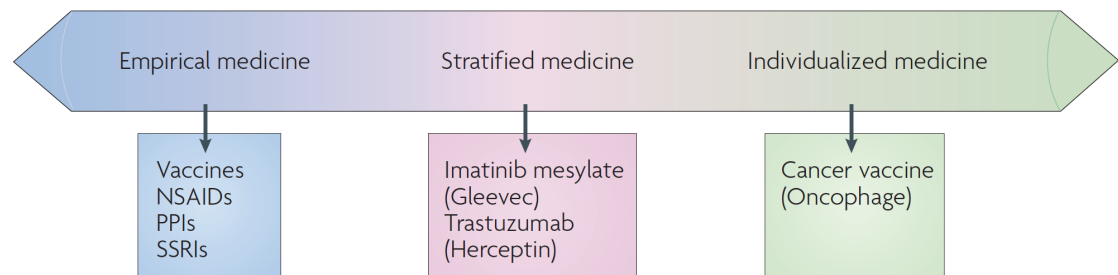 Empirical medicine
Stratified medicine
Individualized medicine
Vaccines
NSAIDs
PPIs
SSRIs
Imatinib mesylate
(Gleevec)
Trastuzumab
(Herceptin)
Cancer vaccine
(Oncophage)